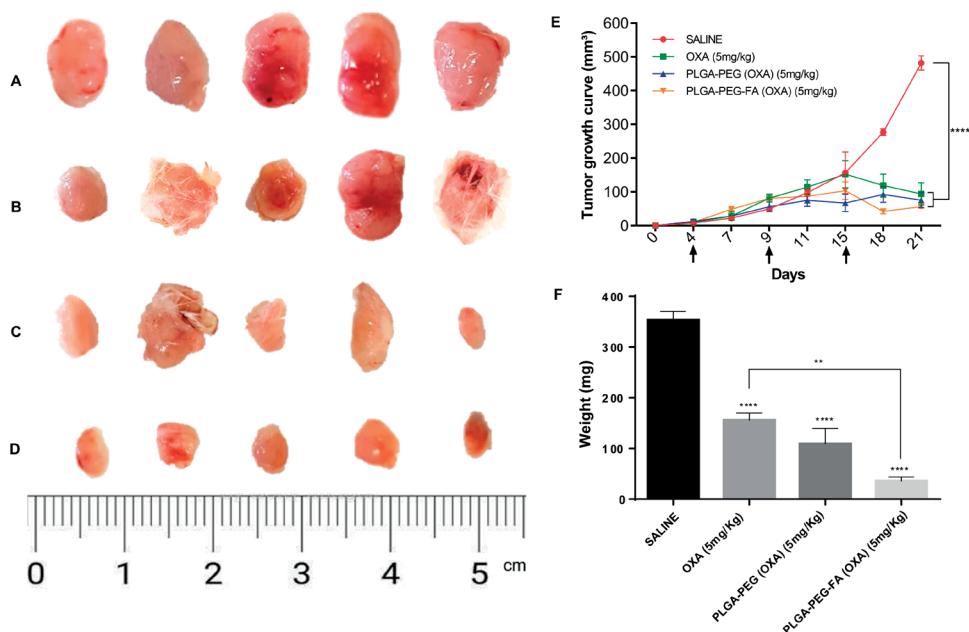 A
B
C
D
0 1 2 3 4 5 cm
E
Tumor growth curve (mm³)
600
500
400
300
200
100
0
SALINE
OXA (5mg/kg)
PLGA-PEG (OXA) (5mg/kg)
PLGA-PEG-FA (OXA) (5mg/kg)
****
0 4 7 9 11 15 18 21
Days
F
Weight (mg)
400
300
200
100
0
**
****
****
****
SALINE
OXA (5mg/Kg)
PLGA-PEG (OXA) (5mg/Kg)
PLGA-PEG-FA (OXA) (5mg/Kg)